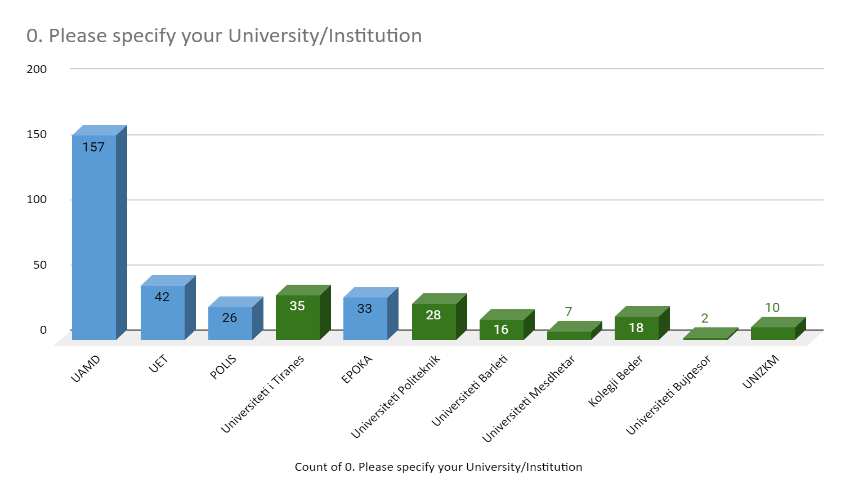 0. Please specify your University/Institution
200
150
100
50
0
157
42
26
35
33
28
16
7
18
2
10
UAMD
UET
POLIS
Universiteti i Tiranes
EPOKA
Universiteti Politeknik
Universiteti Barleti
Universiteti Mesdhetar
Kolegji Beder
Universiteti Bujqesor
UNIZKM
Count of 0. Please specify your University/Institution